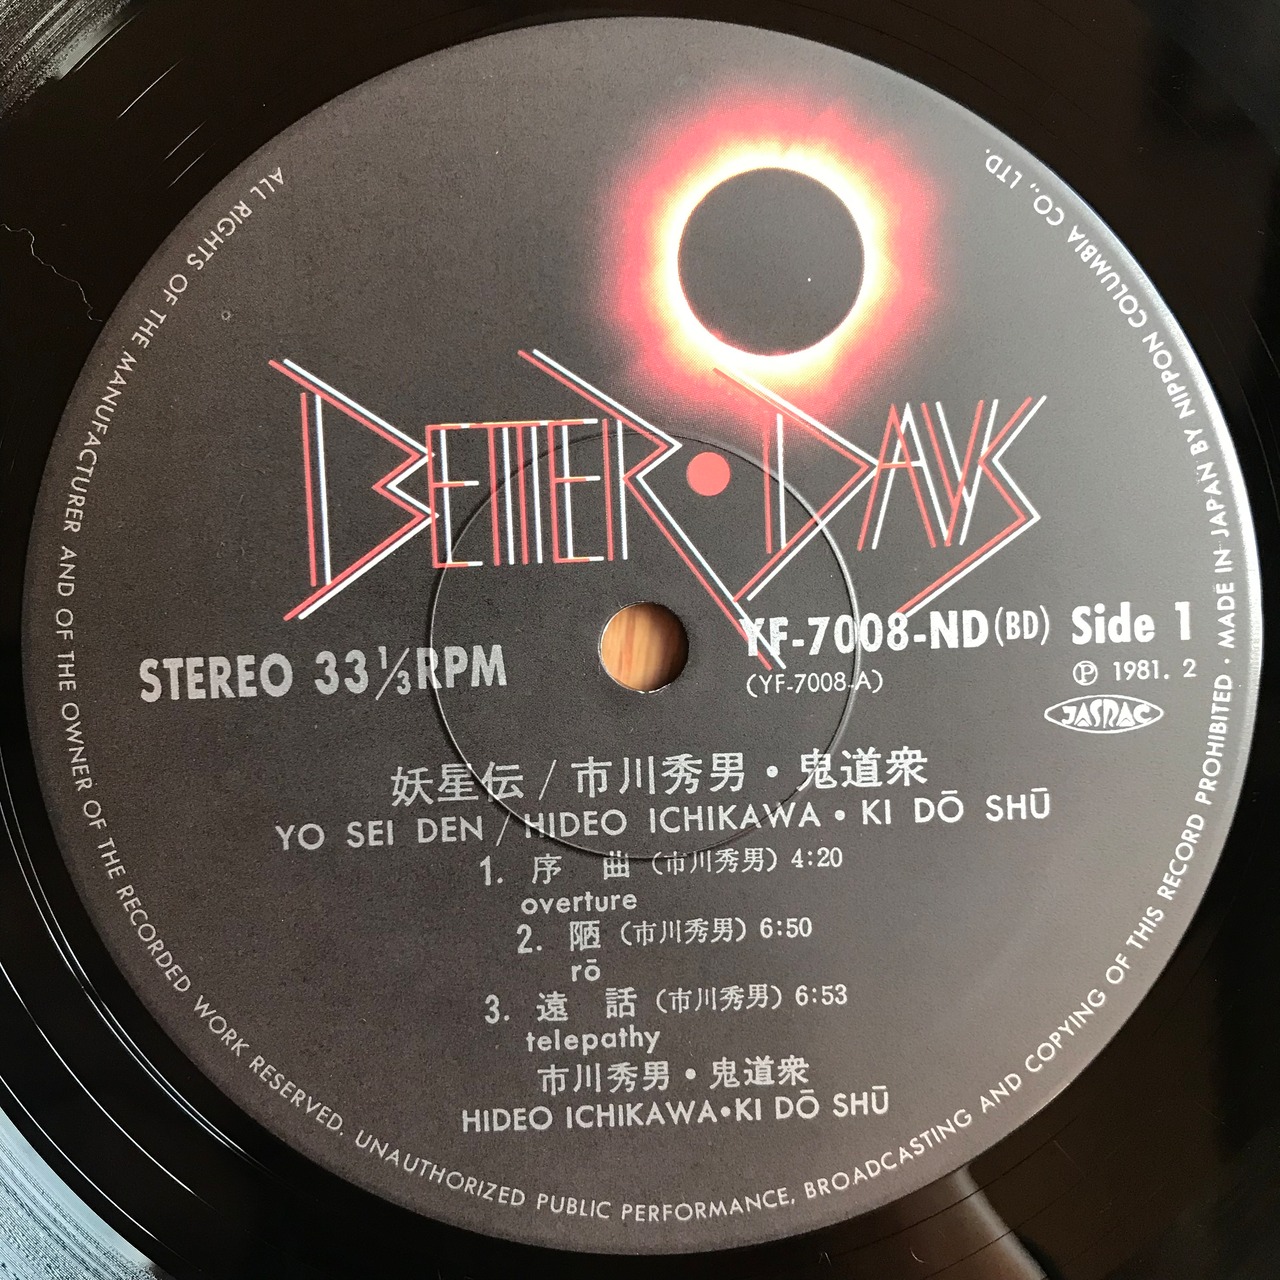 BETTER DAYS
STEREO 33⅓RPM
YF-7008-ND(BD) Side 1
(YF-7008-A)
Ⓟ 1981. 2
JASRAC
妖星伝 / 市川秀男・鬼道衆
YO SEI DEN / HIDEO ICHIKAWA • KI DŌ SHŪ
1. 序 曲 (市川秀男) 4:20
overture
2. 陋 (市川秀男) 6:50
rō
3. 遠 話 (市川秀男) 6:53
telepathy
市川秀男・鬼道衆
HIDEO ICHIKAWA•KI DŌ SHŪ
ALL RIGHTS OF THE MANUFACTURER AND OF THE OWNER OF THE RECORDED WORK RESERVED. UNAUTHORIZED PUBLIC PERFORMANCE, BROADCASTING AND COPYING OF THIS RECORD PROHIBITED · MADE IN JAPAN BY NIPPON COLUMBIA CO., LTD.